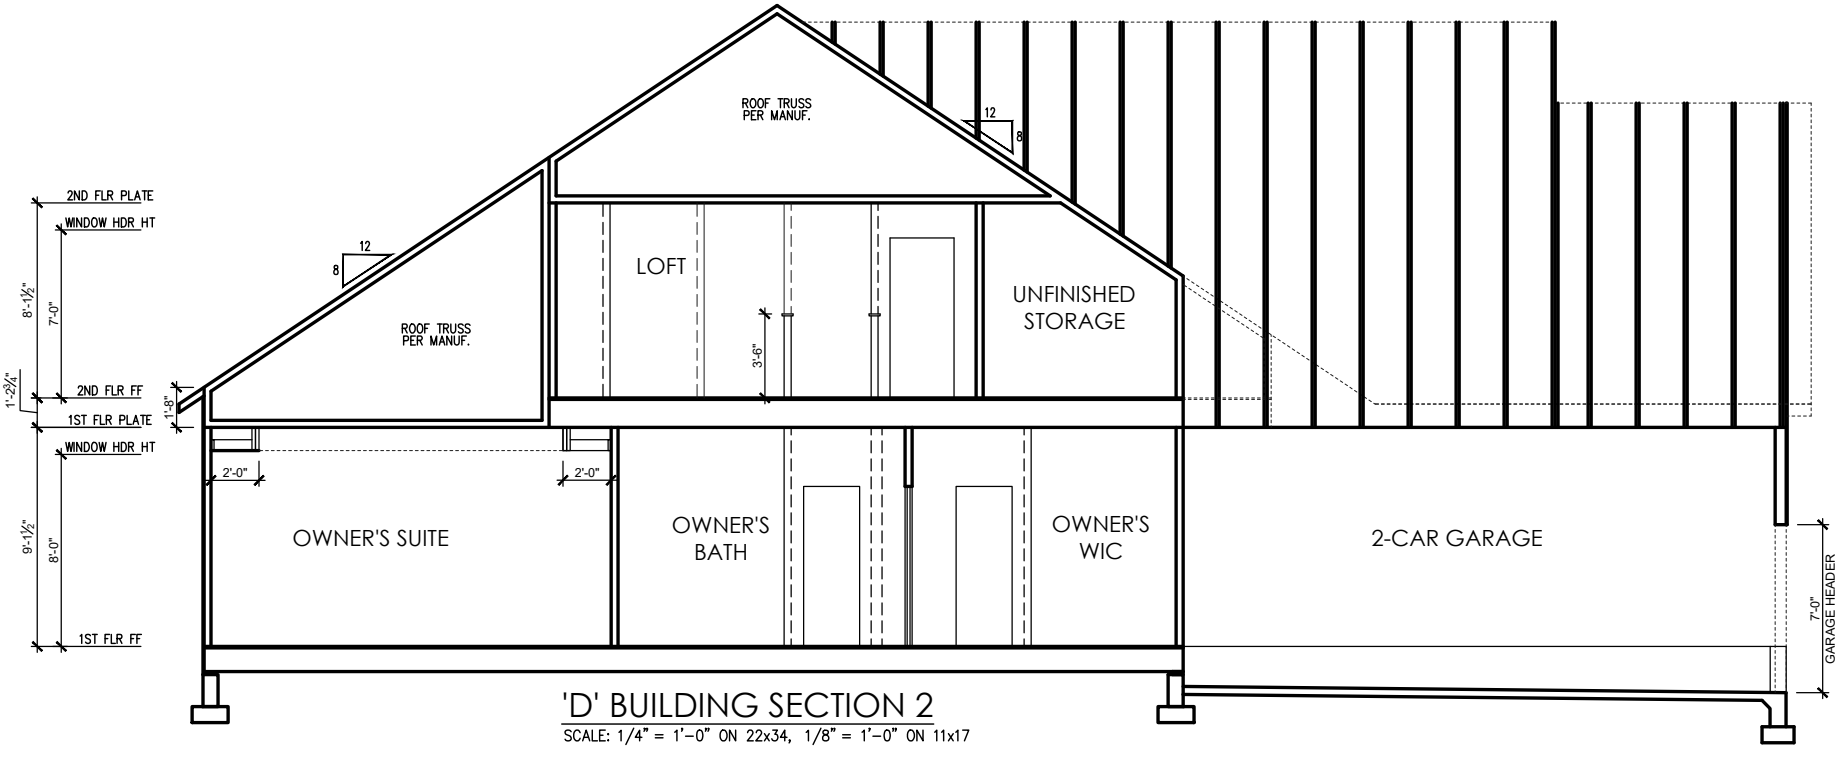 ROOF TRUSS
PER MANUF.
12
8
2ND FLR PLATE
WINDOW HDR HT
12
8
LOFT
UNFINISHED
STORAGE
8'-1½"
7'-0"
ROOF TRUSS
PER MANUF.
3'-6"
1'-2¾"
2ND FLR FF
1'-8"
1ST FLR PLATE
WINDOW HDR HT
2'-0"
2'-0"
9'-1½"
8'-0"
OWNER'S SUITE
OWNER'S
BATH
OWNER'S
WIC
2-CAR GARAGE
7'-0"
GARAGE HEADER
1ST FLR FF
'D' BUILDING SECTION 2
SCALE: 1/4" = 1'-0" ON 22x34, 1/8" = 1'-0" ON 11x17